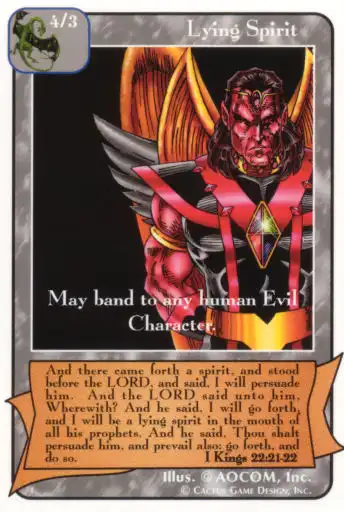 4/3
Lying Spirit
May band to any human Evil
Character.
And there came forth a spirit, and stood
before the LORD, and said, I will persuade
him. And the LORD said unto him,
Wherewith? And he said, I will go forth,
and I will be a lying spirit in the mouth of
all his prophets. And he said, Thou shalt
persuade him, and prevail also: go forth, and
do so. I Kings 22:21-22
Illus. © AOCOM, Inc.
© Cactus Game Design, Inc.